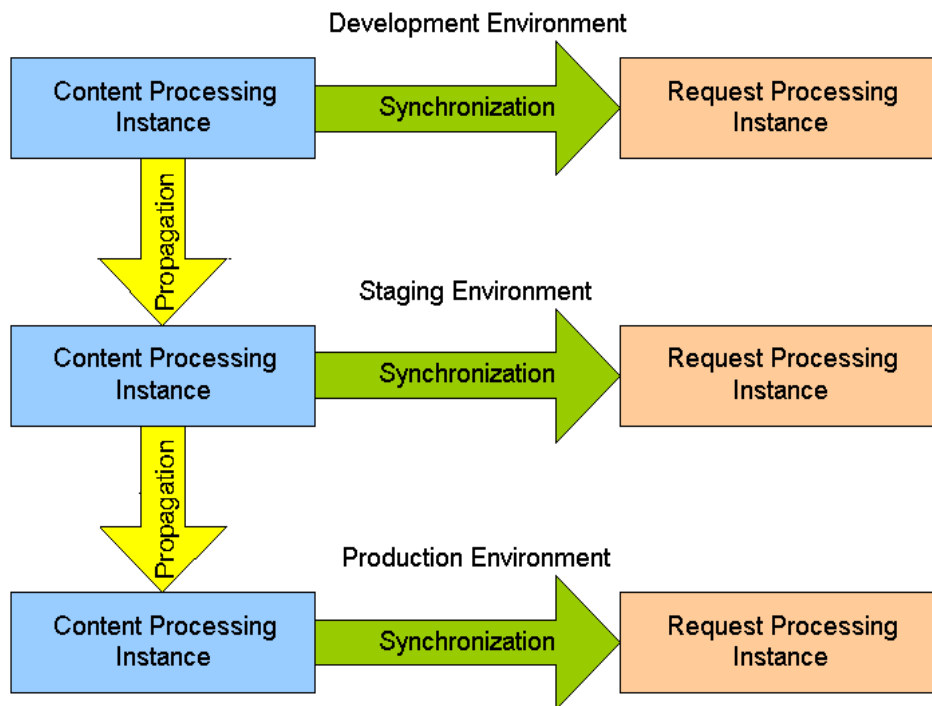 Development Environment
Content Processing
Instance
Synchronization
Request Processing
Instance
Propagation
Staging Environment
Content Processing
Instance
Synchronization
Request Processing
Instance
Propagation
Production Environment
Content Processing
Instance
Synchronization
Request Processing
Instance